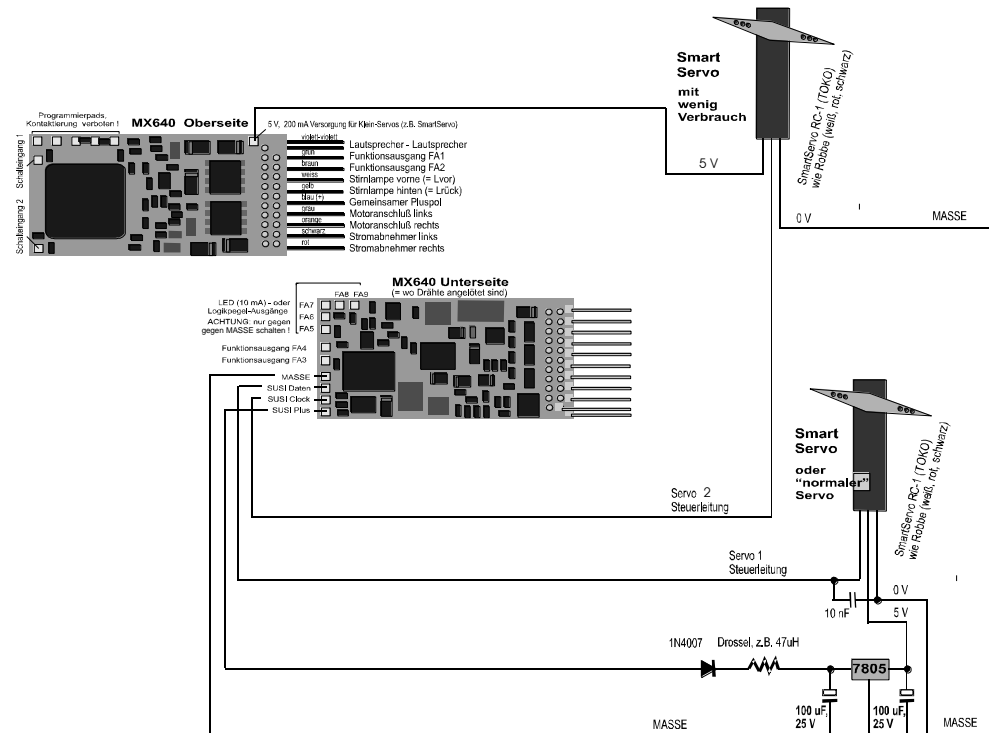 Smart
Servo
mit
wenig
Verbrauch
SmartServo RC-1 (TOKO)
wie Robbe (weiß, rot, schwarz)
Programmierpads,
Kontaktierung verboten !
MX640 Oberseite
5 V, 200 mA Versorgung für Klein-Servos (z.B. SmartServo)
Schalteingang 1
Schalteingang 2
violett-violett
Lautsprecher - Lautsprecher
grün
Funktionsausgang FA1
braun
Funktionsausgang FA2
weiss
Stirnlampe vorne (= Lvor)
gelb
Stirnlampe hinten (= Lrück)
blau (+)
Gemeinsamer Pluspol
grau
Motoranschluß links
orange
Motoranschluß rechts
schwarz
Stromabnehmer links
rot
Stromabnehmer rechts
5 V
0 V
MASSE
MX640 Unterseite
(= wo Drähte angelötet sind)
LED (10 mA) - oder
Logikpegel-Ausgänge
ACHTUNG: nur gegen
gegen MASSE schalten !
FA8 FA9
FA7
FA6
FA5
Funktionsausgang FA4
Funktionsausgang FA3
MASSE
SUSI Daten
SUSI Clock
SUSI Plus
Smart
Servo
oder
“normaler”
Servo
SmartServo RC-1 (TOKO)
wie Robbe (weiß, rot, schwarz)
Servo 2
Steuerleitung
Servo 1
Steuerleitung
10 nF
0 V
5 V
1N4007
Drossel, z.B. 47uH
7805
100 uF,
25 V
100 uF,
25 V
MASSE
MASSE